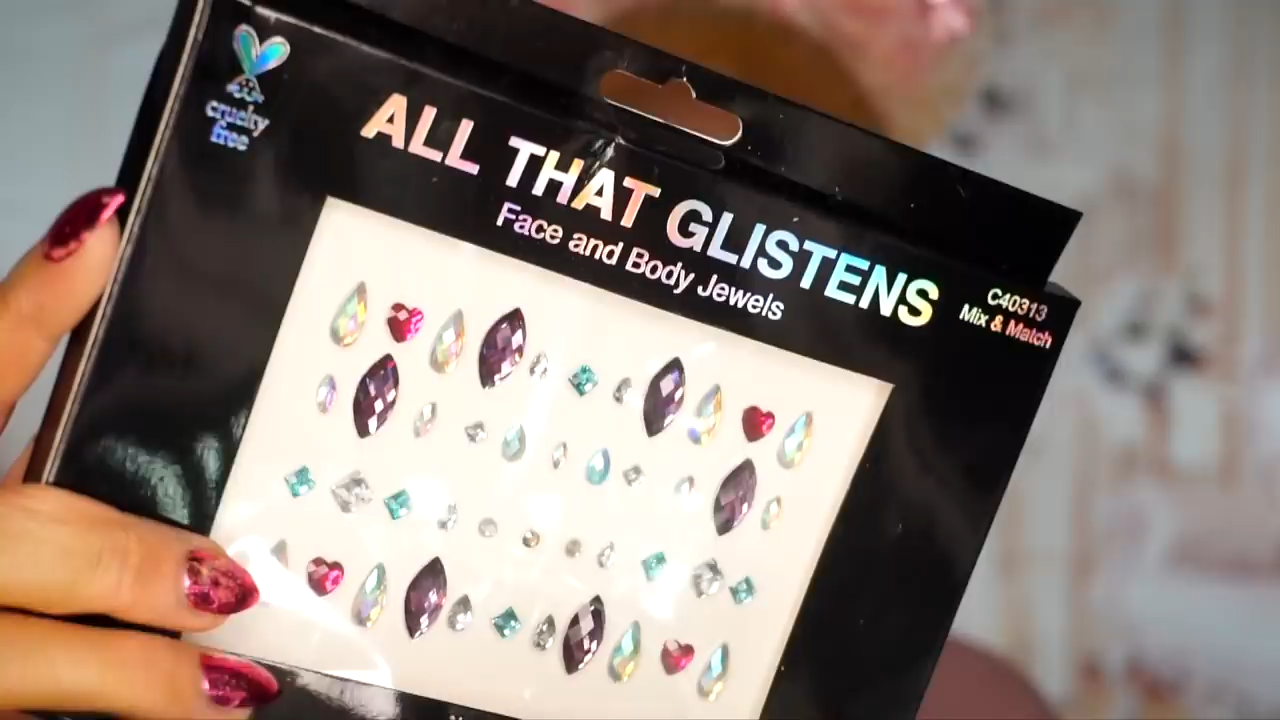 cruelty
free
ALL THAT GLISTENS
Face and Body Jewels
C40313
Mix & Match